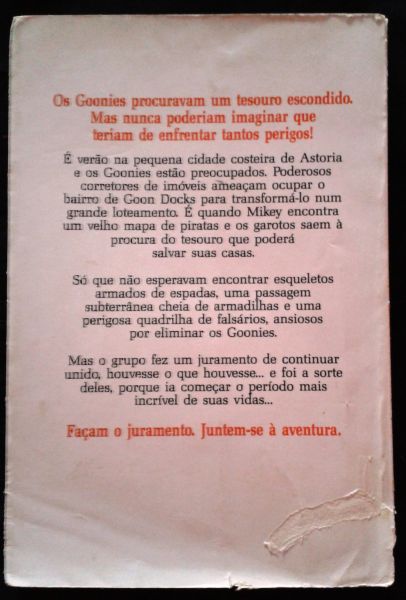 Os Goonies procuravam um tesouro escondido.
Mas nunca poderiam imaginar que
teriam de enfrentar tantos perigos!
É verão na pequena cidade costeira de Astoria
e os Goonies estão preocupados. Poderosos
corretores de imóveis ameaçam ocupar o
bairro de Goon Docks para transformá-lo num
grande loteamento. É quando Mikey encontra
um velho mapa de piratas e os garotos saem à
procura do tesouro que poderá
salvar suas casas.
Só que não esperavam encontrar esqueletos
armados de espadas, uma passagem
subterrânea cheia de armadilhas e uma
perigosa quadrilha de falsários, ansiosos
por eliminar os Goonies.
Mas o grupo fez um juramento de continuar
unido, houvesse o que houvesse... e foi a sorte
deles, porque ia começar o período mais
incrível de suas vidas...
Façam o juramento. Juntem-se à aventura.